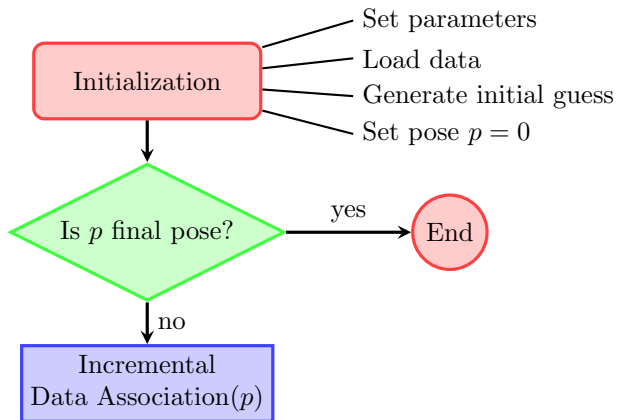 Set parameters
Load data
Initialization
Generate initial guess
Set pose p = 0
Is p final pose?
yes
End
no
Incremental
Data Association(p)